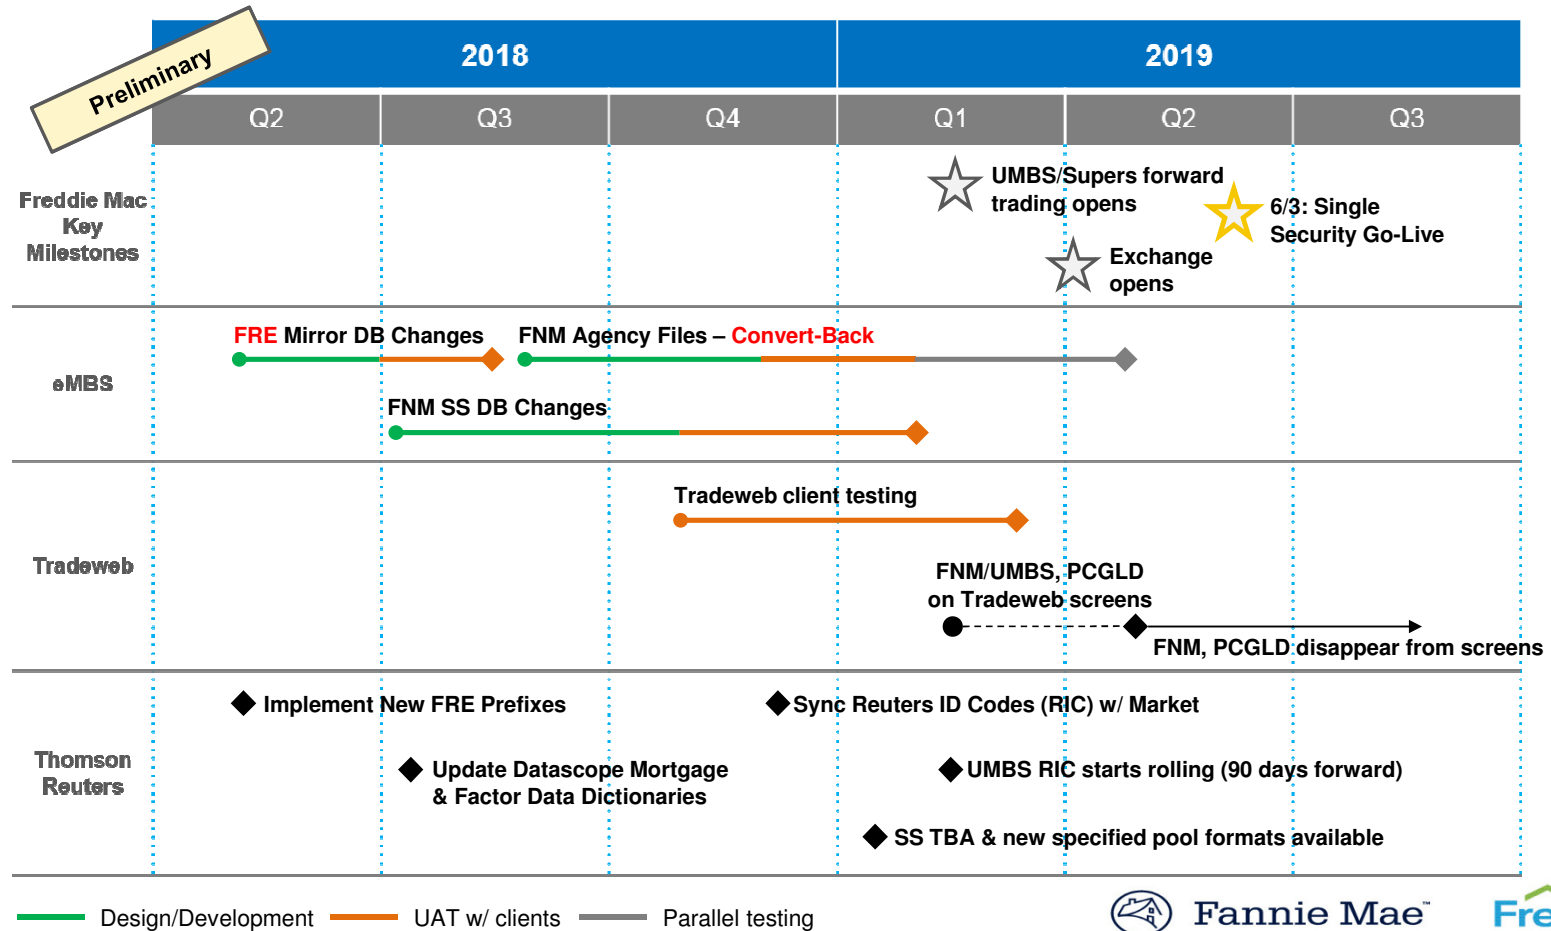 Preliminary
2018
2019
Q2
Q3
Q4
Q1
Q2
Q3
Freddie Mac
Key
Milestones
UMBS/Supers forward
trading opens
6/3: Single
Security Go-Live
Exchange
opens
eMBS
FRE Mirror DB Changes
FNM Agency Files – Convert-Back
FNM SS DB Changes
Tradeweb
Tradeweb client testing
FNM/UMBS, PCGLD
on Tradeweb screens
FNM, PCGLD disappear from screens
Thomson
Reuters
Implement New FRE Prefixes
Sync Reuters ID Codes (RIC) w/ Market
Update Datascope Mortgage
& Factor Data Dictionaries
UMBS RIC starts rolling (90 days forward)
SS TBA & new specified pool formats available
Design/Development
UAT w/ clients
Parallel testing
Fannie Mae™
Fre